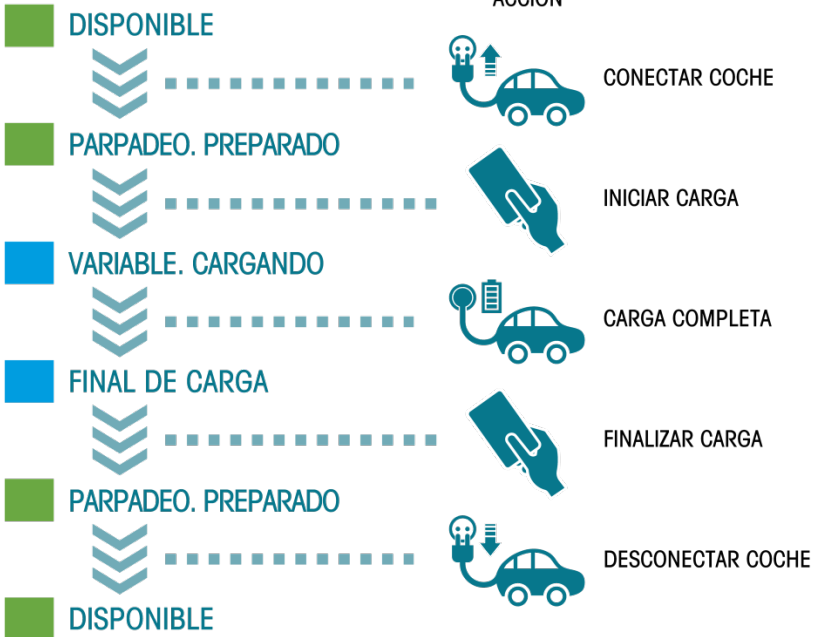 ACCIÓN
DISPONIBLE
CONECTAR COCHE
PARPADEO. PREPARADO
INICIAR CARGA
VARIABLE. CARGANDO
CARGA COMPLETA
FINAL DE CARGA
FINALIZAR CARGA
PARPADEO. PREPARADO
DESCONECTAR COCHE
DISPONIBLE